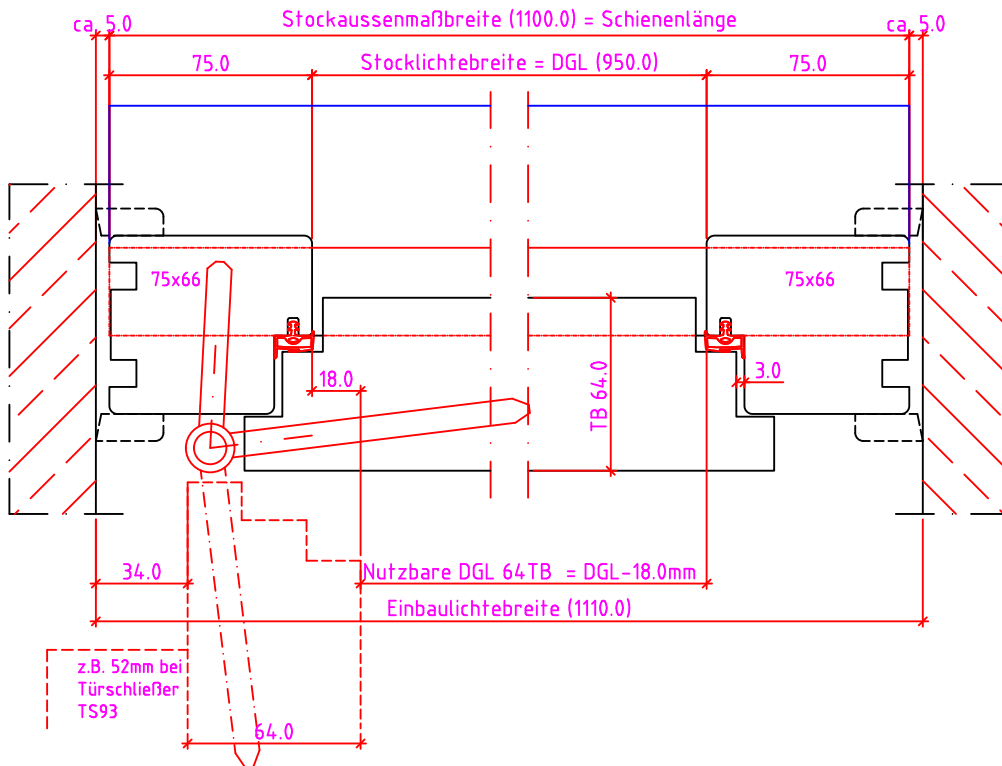 Stockaussenmaßbreite (1100.0) = Schienenlänge
ca. 5.0
ca. 5.0
75.0
Stocklichtebreite = DGL (950.0)
75.0
75x66
75x66
18.0
3.0
TB 64.0
34.0
Nutzbare DGL 64TB = DGL-18.0mm
Einbaulichtebreite (1110.0)
z.B. 52mm bei
Türschließer
TS93
64.0